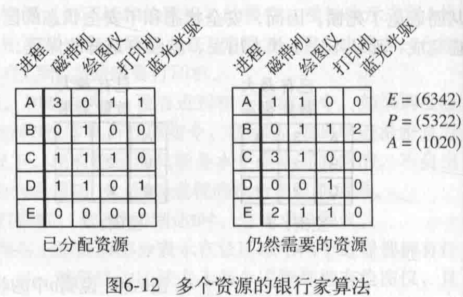 进程 磁带机 绘图仪 打印机 蓝光光驱
A 3 0 1 1
B 0 1 0 0
C 1 1 1 0
D 1 1 0 1
E 0 0 0 0
已分配资源
进程 磁带机 绘图仪 打印机 蓝光光驱
A 1 1 0 0
B 0 1 1 2
C 3 1 0 0
D 0 0 1 0
E 2 1 1 0
仍然需要的资源
E = (6342)
P = (5322)
A = (1020)
图6-12 多个资源的银行家算法